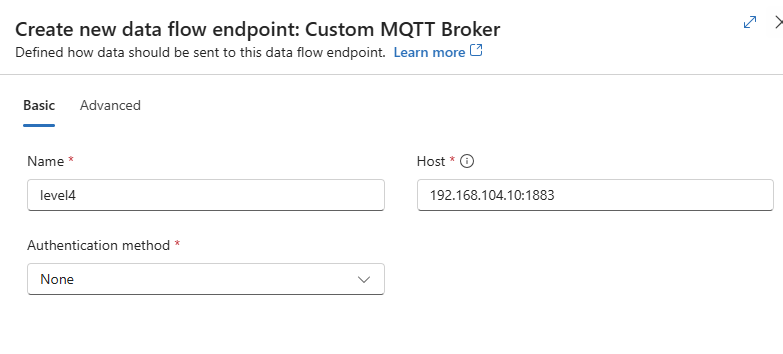 Create new data flow endpoint: Custom MQTT Broker
Defined how data should be sent to this data flow endpoint. Learn more
Basic Advanced
Name * Host *
level4 192.168.104.10:1883
Authentication method *
None